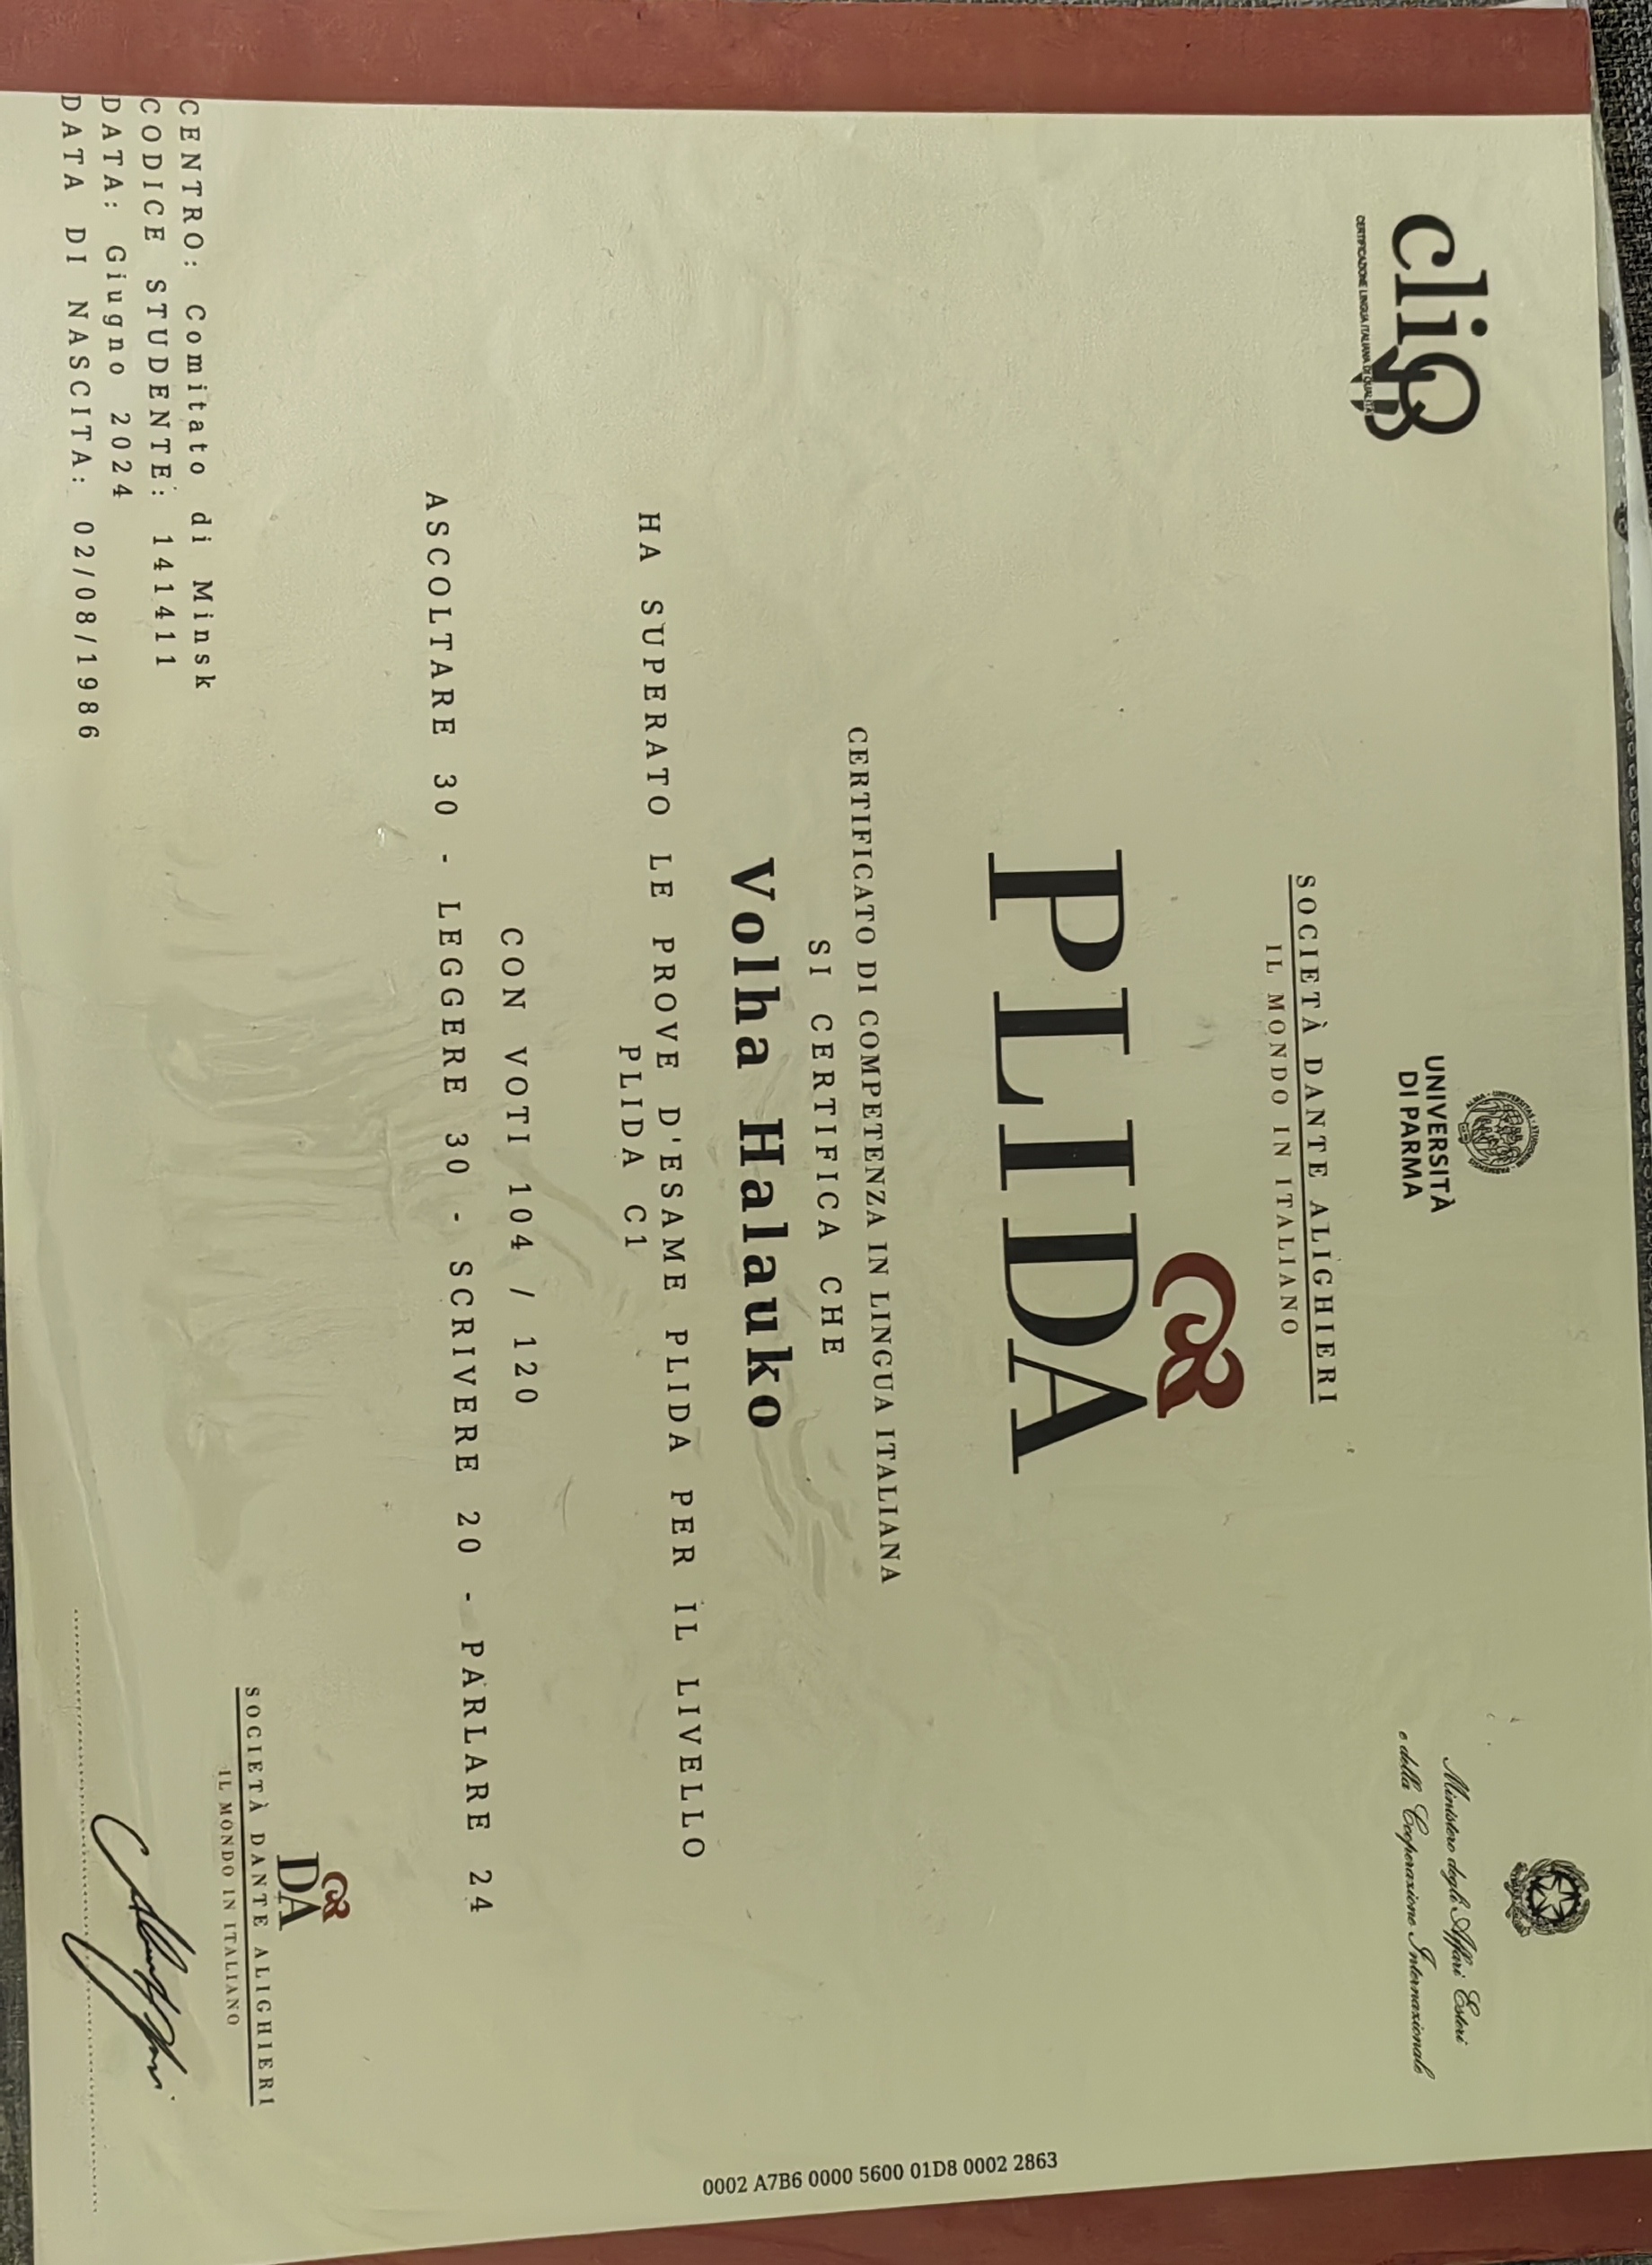 cliQ
CERTIFICAZIONE LINGUA ITALIANA DI QUALITÀ
UNIVERSITÀ
DI PARMA
Ministero degli Affari Esteri
e della Cooperazione Internazionale
SOCIETÀ DANTE ALIGHIERI
IL MONDO IN ITALIANO
PLIDA
CERTIFICATO DI COMPETENZA IN LINGUA ITALIANA
SI CERTIFICA CHE
Volha Halauko
HA SUPERATO LE PROVE D'ESAME PLIDA PER IL LIVELLO
PLIDA C1
CON VOTI 104 / 120
ASCOLTARE 30 - LEGGERE 30 - SCRIVERE 20 - PARLARE 24
CENTRO: Comitato di Minsk
CODICE STUDENTE: 141411
DATA: Giugno 2024
DATA DI NASCITA: 02/08/1986
DA
SOCIETÀ DANTE ALIGHIERI
IL MONDO IN ITALIANO
0002 A7B6 0000 5600 01D8 0002 2863